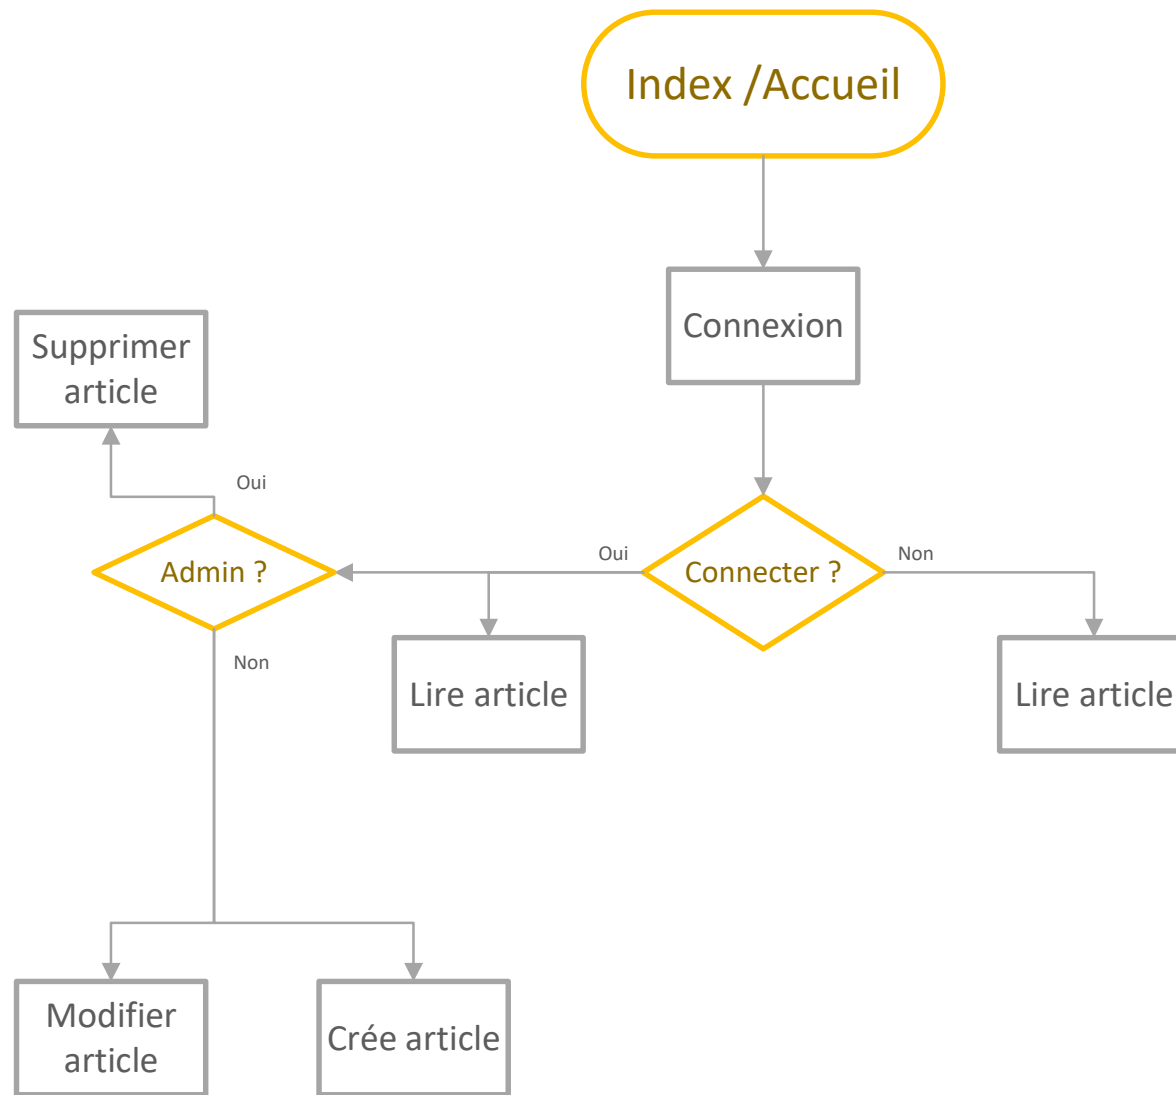 Index /Accueil
Connexion
Supprimer
article
Oui
Admin ?
Oui
Connecter ?
Non
Non
Lire article
Lire article
Modifier
article
Crée article